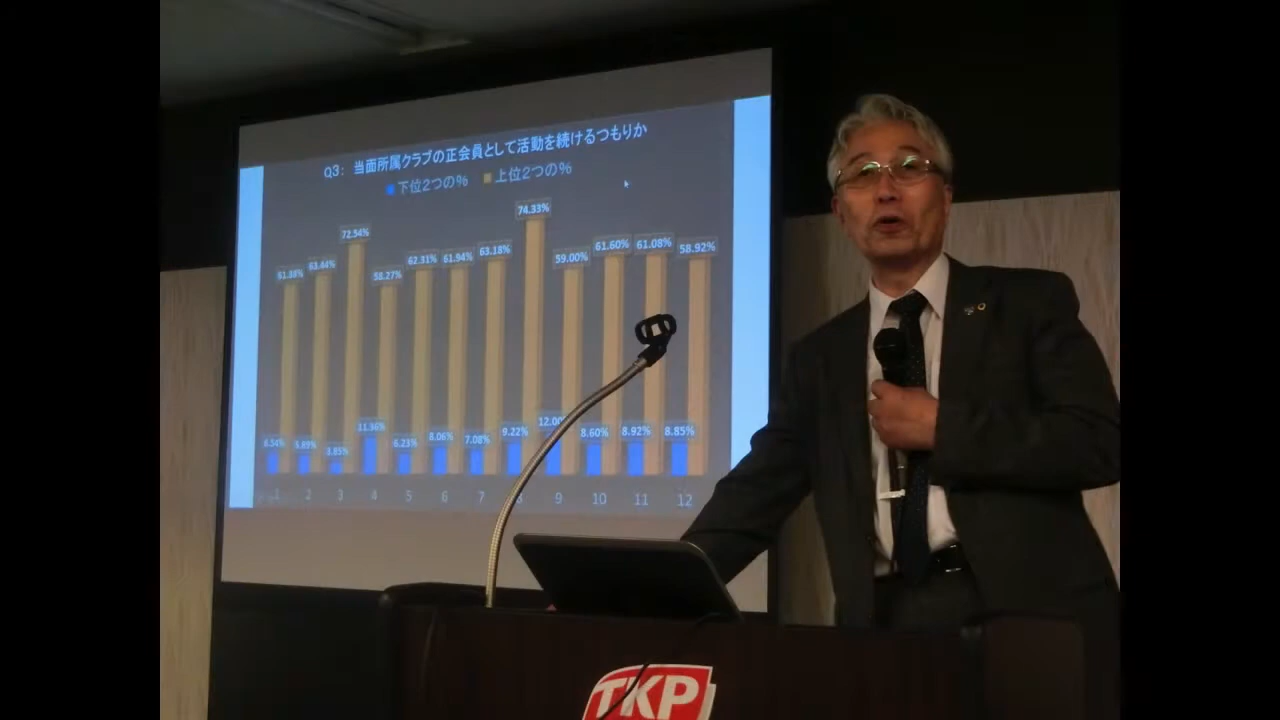 Q3: 当面所属クラブの正会員として活動を続けるつもりか
下位2つの% 上位2つの%
61.38% 63.44% 72.54% 58.27% 62.31% 61.94% 63.18% 74.33% 59.00% 61.60% 61.08% 58.92%
6.54% 3.85% 11.36% 6.23% 8.06% 7.08% 9.22% 8.60% 8.92% 8.85%
1 2 3 4 5 6 7 8 9 10 11 12
TKP